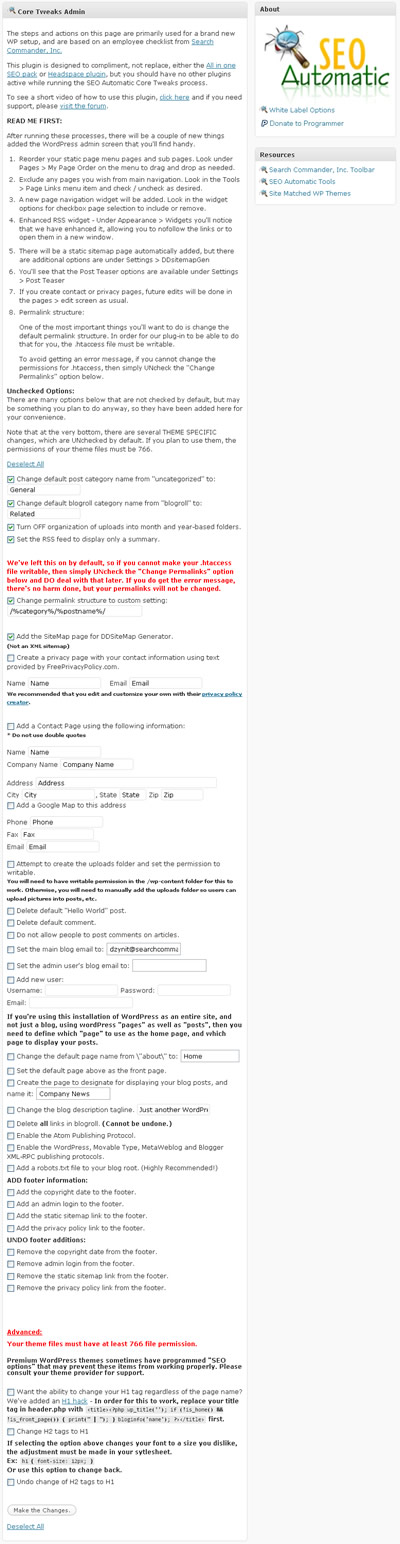 Core Tweaks Admin
The steps and actions on this page are primarily used for a brand new
WP setup, and are based on an employee checklist from Search
Commander, Inc.
This plugin is designed to compliment, not replace, either the All in one
SEO pack or Headspace plugin, but you should have no other plugins
active while running the SEO Automatic Core Tweaks process.
To see a short video of how to use this plugin, click here and if you need
support, please visit the forum.
READ ME FIRST:
After running these processes, there will be a couple of new things
added the WordPress admin screen that you'll find handy.
1. Reorder your static page menu pages and sub pages. Look under
Pages > My Page Order on the menu to drag and drop as needed.
2. Exclude any pages you wish from main navigation. Look in the Tools
> Page Links menu item and check / uncheck as desired.
3. A new page navigation widget will be added. Look in the widget
options for checkbox page selection to include or remove.
4. Enhanced RSS widget - Under Appearance > Widgets you'll notice
that we have enhanced it, allowing you to nofollow the links or to
open them in a new window.
5. There will be a static sitemap page automatically added, but there
are additional options are under Settings > DDsitemapGen
6. You'll see that the Post Teaser options are available under Settings
> Post Teaser
7. If you create contact or privacy pages, future edits will be done in
the pages > edit screen as usual.
8. Permalink structure:
One of the most important things you'll want to do is change the
default permalink structure. In order for our plug-in to be able to do
that for you, the .htaccess file must be writable.
To avoid getting an error message, if you cannot change the
permissions for .htaccess, then simply UNcheck the "Change
Permalinks" option below.
Unchecked Options:
There are many options below that are not checked by default, but may
be something you plan to do anyway, so they have been added here for
your convenience.
Note that at the very bottom, there are several THEME SPECIFIC
changes, which are UNchecked by default. If you plan to use them, the
permissions of your theme files must be 766.
Deselect All
Change default post category name from "uncategorized" to:
General
Change default blogroll category name from "blogroll" to:
Related
Turn OFF organization of uploads into month and year-based folders.
Set the RSS feed to display only a summary.
We've left this on by default, so if you cannot make your .htaccess
file writable, then simply UNcheck the "Change Permalinks" option
below and DO deal with that later. If you do get the error message,
there's no harm done, but your permalinks will not be changed.
Change permalink structure to custom setting:
/%category%/%postname%/
Add the SiteMap page for DDSiteMap Generator.
(Not an XML sitemap)
Create a privacy page with your contact information using text
provided by FreePrivacyPolicy.com.
Name Name Email Email
We recommended that you edit and customize your own with their privacy policy
creator.
Add a Contact Page using the following information:
* Do not use double quotes
Name Name
Company Name Company Name
Address Address
City City , State State Zip Zip
Add a Google Map to this address
Phone Phone
Fax Fax
Email Email
Attempt to create the uploads folder and set the permission to
writable.
You will need to have writable permission in the /wp-content folder for this to
work. Otherwise, you will need to manually add the uploads folder so users can
upload pictures into posts, etc.
Delete default "Hello World" post.
Delete default comment.
Do not allow people to post comments on articles.
Set the main blog email to: dzynit@searchcomma
Set the admin user's blog email to:
Add new user:
Username: Password:
Email:
If you're using this installation of WordPress as an entire site, and
not just a blog, using wordPress "pages" as well as "posts", then you
need to define which "page" to use as the home page, and which
page to display your posts.
Change the default page name from \"about\" to: Home
Set the default page above as the front page.
Create the page to designate for displaying your blog posts, and
name it: Company News
Change the blog description tagline. Just another WordPr
Delete all links in blogroll. (Cannot be undone.)
Enable the Atom Publishing Protocol.
Enable the WordPress, Movable Type, MetaWeblog and Blogger
XML-RPC publishing protocols.
Add a robots.txt file to your blog root. (Highly Recommended!)
ADD footer information:
Add the copyright date to the footer.
Add an admin login to the footer.
Add the static sitemap link to the footer.
Add the privacy policy link to the footer.
UNDO footer additions:
Remove the copyright date from the footer.
Remove admin login from the footer.
Remove the static sitemap link from the footer.
Remove the privacy policy link from the footer.
Advanced:
Your theme files must have at least 766 file permission.
Premium WordPress themes sometimes have programmed "SEO
options" that may prevent these items from working properly. Please
consult your theme provider for support.
Want the ability to change your H1 tag regardless of the page name?
We've added an H1 hack - In order for this to work, replace your title
tag in header.php with <title><?php wp_title(''); if (!is_home() &&
!is_front_page()) { print(" | "); } bloginfo('name'); ?></title> first.
Change H2 tags to H1
If selecting the option above changes your font to a size you dislike,
the adjustment must be made in your sytlesheet.
Ex: h1 { font-size: 12px; }
Or use this option to change back.
Undo change of H2 tags to H1
Make the Changes.
Deselect All
About
SEO
Automatic
White Label Options
Donate to Programmer
Resources
Search Commander, Inc. Toolbar
SEO Automatic Tools
Site Matched WP Themes